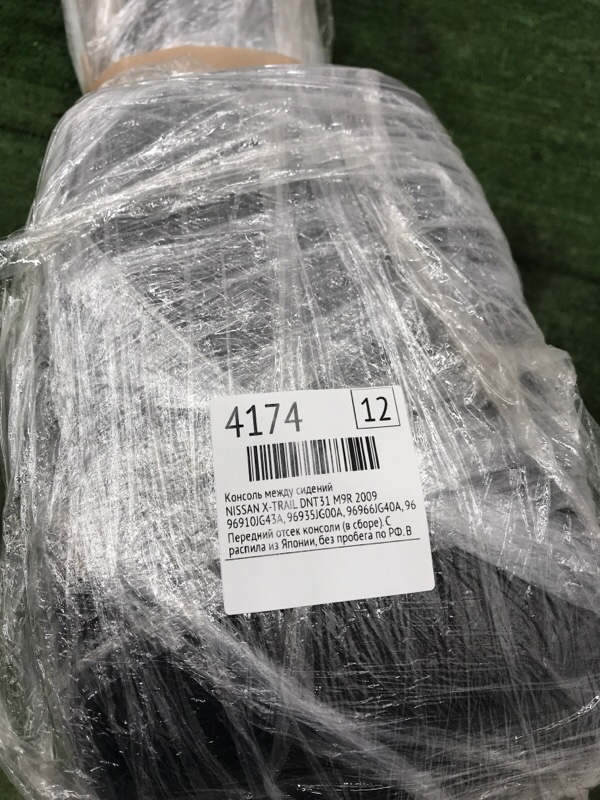 4174 12
Консоль между сидений
NISSAN X-TRAIL DNT31 M9R 2009
96910JG43A, 96935JG00A, 96966JG40A, 96
Передний отсек консоли (в сборе). С
распила из Японии, без пробега по РФ. В